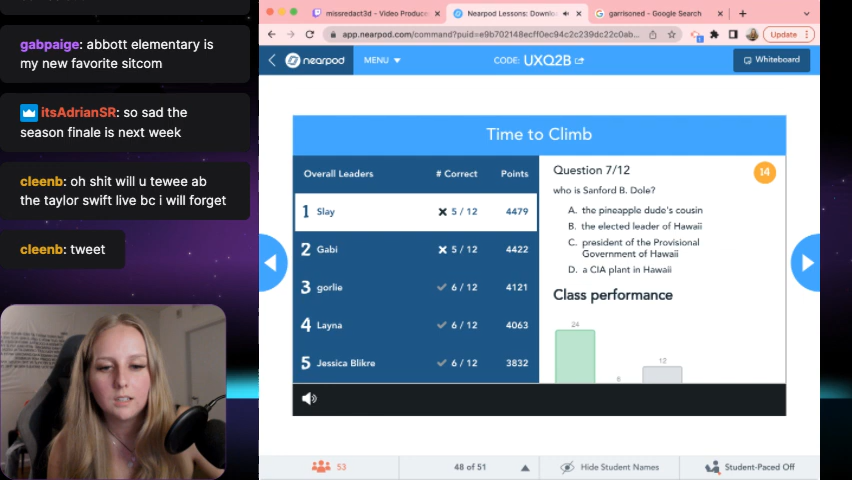 gabpaige: abbott elementary is
my new favorite sitcom
itsAdrianSR: so sad the
season finale is next week
cleenb: oh shit will u tewee ab
the taylor swift live bc i will forget
cleenb: tweet
missredact3d - Video Produce
Nearpod Lessons: Downlo
garrisoned - Google Search
app.nearpod.com/command?puid=e9b702148ecff0ec94c2c239dc22c0ab...
Update
nearpod
MENU
CODE: UXQ2B
Whiteboard
Time to Climb
Overall Leaders # Correct Points
1 Slay 5 / 12 4479
2 Gabi 5 / 12 4422
3 gorlie 6 / 12 4121
4 Layna 6 / 12 4063
5 Jessica Blikre 6 / 12 3832
Question 7/12
14
who is Sanford B. Dole?
A. the pineapple dude's cousin
B. the elected leader of Hawaii
C. president of the Provisional
Government of Hawaii
D. a CIA plant in Hawaii
Class performance
24
6
12
53
48 of 51
Hide Student Names
Student-Paced Off